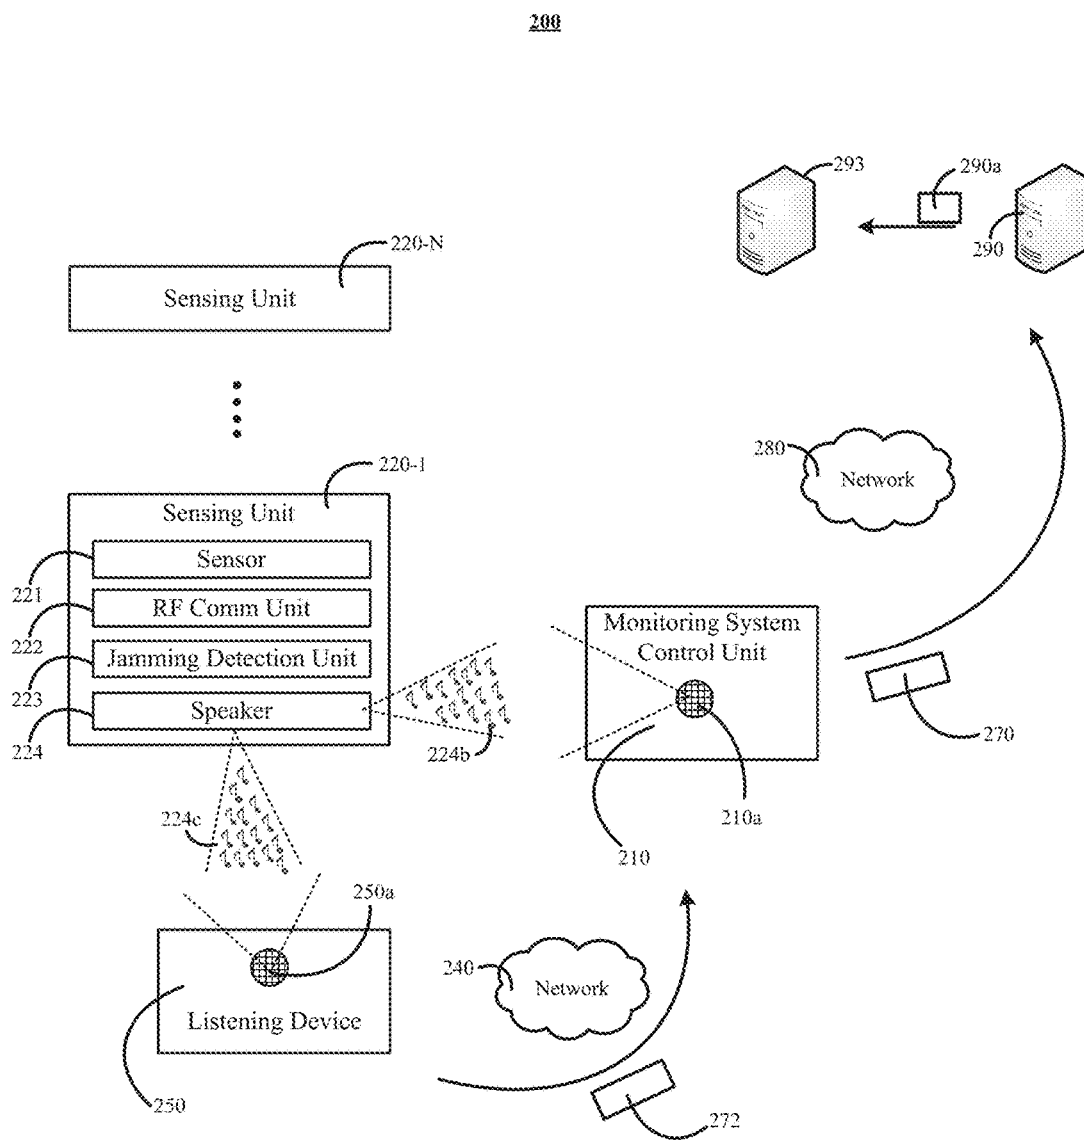 200
293
290a
290
220-N
Sensing Unit
280
Network
220-1
Sensing Unit
Sensor
221
RF Comm Unit
222
Jamming Detection Unit
223
Speaker
224
224b
Monitoring System
Control Unit
270
210a
210
224c
250a
240
Network
Listening Device
250
272